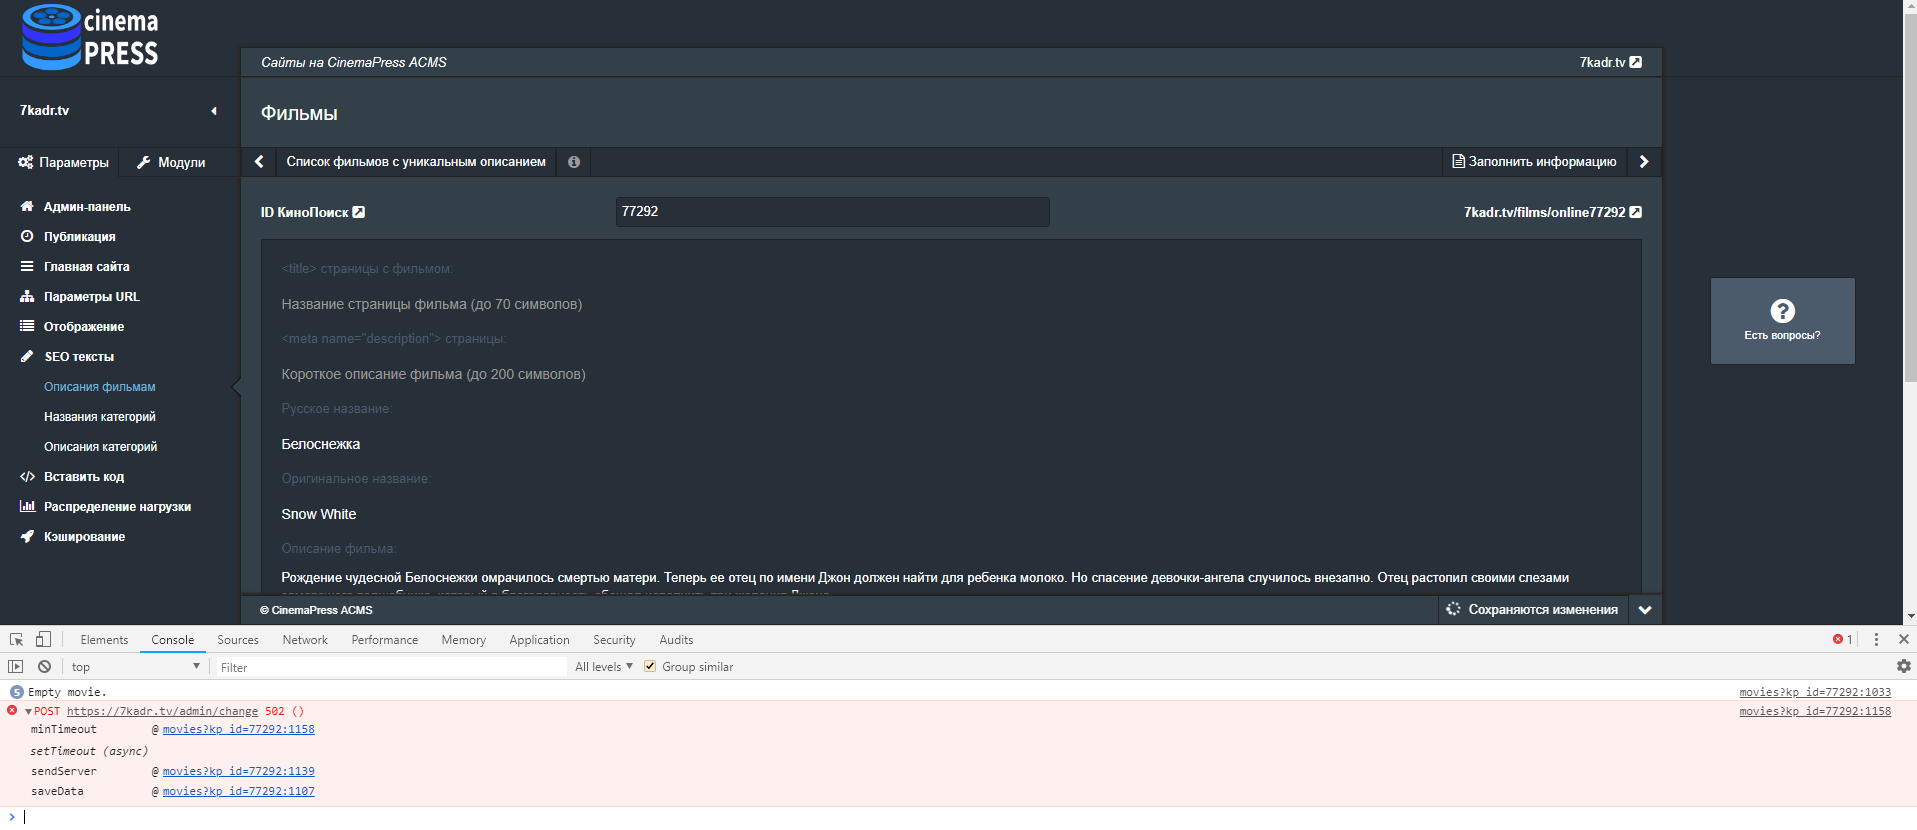 cinema
PRESS
Сайты на CinemaPress ACMS
7kadr.tv
7kadr.tv
Фильмы
Параметры
Модули
Список фильмов с уникальным описанием
Заполнить информацию
Админ-панель
Публикация
Главная сайта
Параметры URL
Отображение
SEO тексты
Описания фильмам
Названия категорий
Описания категорий
Вставить код
Распределение нагрузки
Кэширование
ID КиноПоиск
77292
7kadr.tv/films/online77292
<title> страницы с фильмом:
Название страницы фильма (до 70 символов)
<meta name="description"> страницы:
Короткое описание фильма (до 200 символов)
Русское название:
Белоснежка
Оригинальное название:
Snow White
Описание фильма:
Рождение чудесной Белоснежки омрачилось смертью матери. Теперь ее отец по имени Джон должен найти для ребенка молоко. Но спасение девочки-ангела случилось внезапно. Отец растопил своими слезами
Есть вопросы?
© CinemaPress ACMS
Сохраняются изменения
Elements Console Sources Network Performance Memory Application Security Audits
1
top
Filter
All levels
Group similar
5 Empty movie.
movies?kp_id=77292:1033
POST https://7kadr.tv/admin/change 502 ()
movies?kp_id=77292:1158
minTimeout @ movies?kp_id=77292:1158
setTimeout (async)
sendServer @ movies?kp_id=77292:1139
saveData @ movies?kp_id=77292:1107